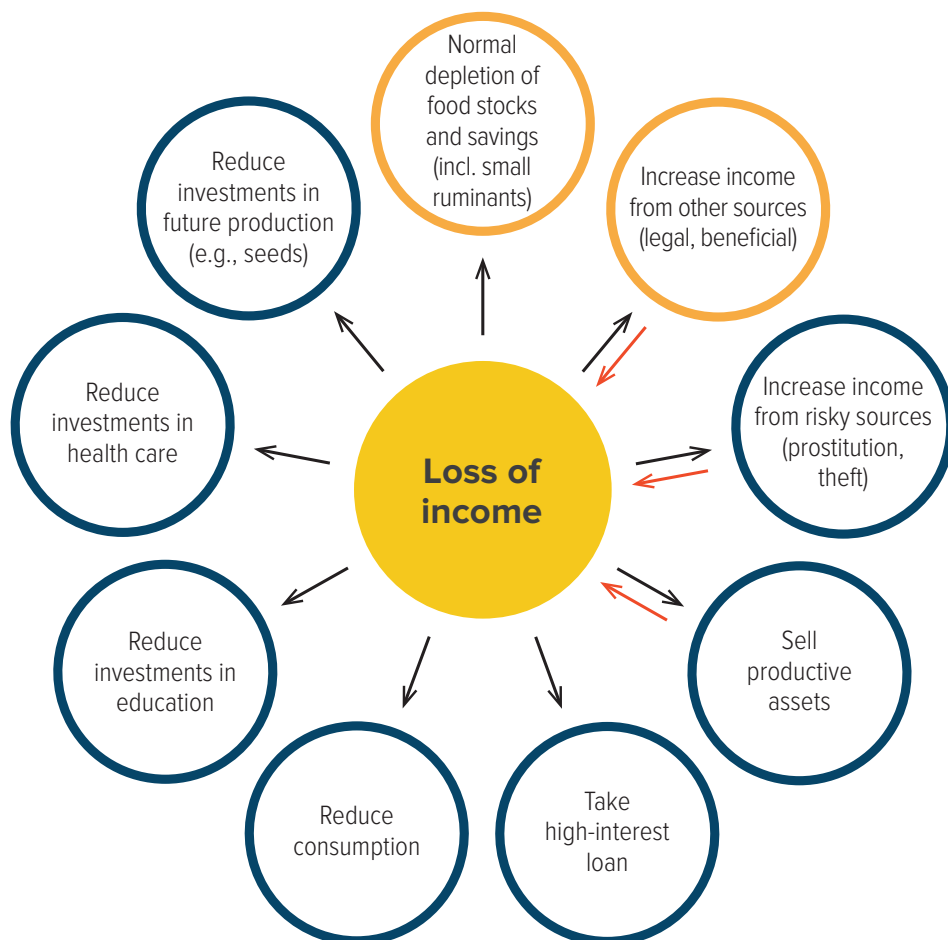 Normal
depletion of
food stocks
and savings
(incl. small
ruminants)
Increase income
from other sources
(legal, beneficial)
Increase income
from risky sources
(prostitution,
theft)
Sell
productive
assets
Take
high-interest
loan
Reduce
consumption
Reduce
investments in
education
Reduce
investments in
health care
Reduce
investments in
future production
(e.g., seeds)
Loss of
income